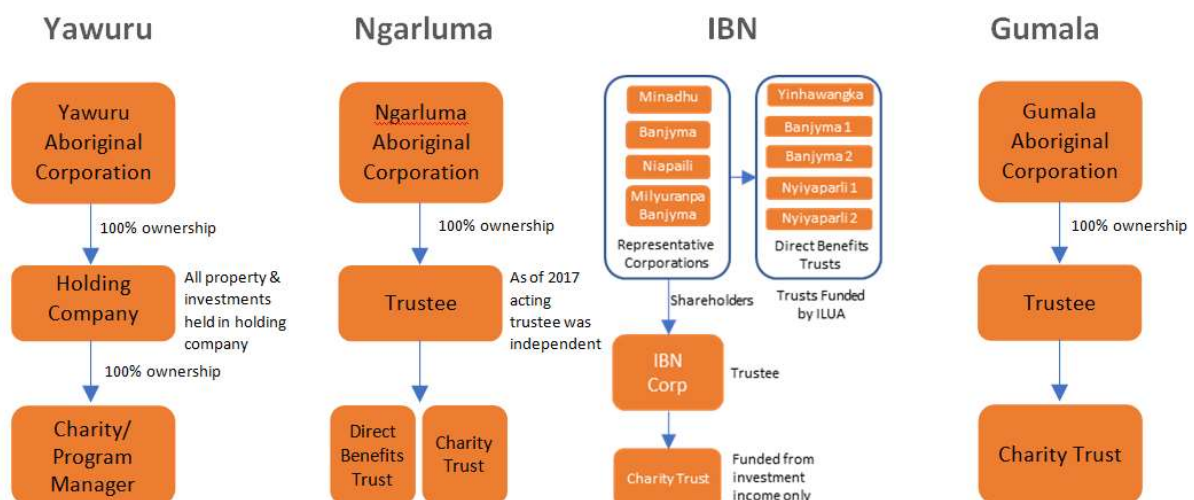 Yawuru
Yawuru
Aboriginal
Corporation
100% ownership
Holding
Company
All property &
investments
held in holding
company
100% ownership
Charity/
Program
Manager
Ngarluma
Ngarluma
Aboriginal
Corporation
100% ownership
Trustee
As of 2017
acting
trustee was
independent
Direct
Benefits
Trust
Charity
Trust
IBN
Minadhu
Banjyma
Niapaili
Milyuranpa
Banjyma
Representative
Corporations
Yinhawangka
Banjyma 1
Banjyma 2
Nyiyaparli 1
Nyiyaparli 2
Direct Benefits
Trusts
Shareholders
Trusts Funded
by ILUA
IBN
Corp
Trustee
Charity Trust
Funded from
investment
income only
Gumala
Gumala
Aboriginal
Corporation
100% ownership
Trustee
Charity Trust